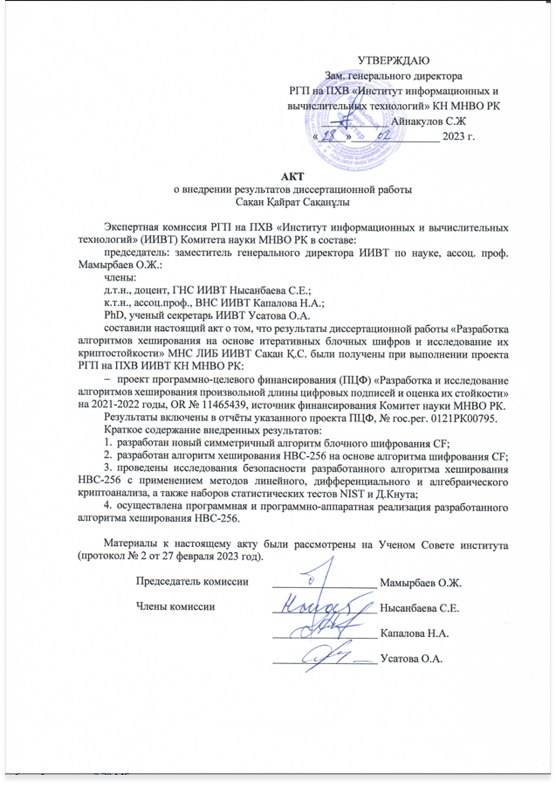 УТВЕРЖДАЮ
Зам. генерального директора
РГП на ПХВ «Институт информационных и
вычислительных технологий» КН МНВО РК
Айнакулов С.Ж
«28» 02 2023 г.
АКТ
о внедрении результатов диссертационной работы
Сақан Қайрат Сақанұлы
Экспертная комиссия РГП на ПХВ «Институт информационных и вычислительных
технологий» (ИИВТ) Комитета науки МНВО РК в составе:
председатель: заместитель генерального директора ИИВТ по науке, ассоц. проф.
Мамырбаев О.Ж.:
члены:
д.т.н., доцент, ГНС ИИВТ Нысанбаева С.Е.;
к.т.н., ассоц.проф., ВНС ИИВТ Капалова Н.А.;
PhD, ученый секретарь ИИВТ Усатова О.А.
составили настоящий акт о том, что результаты диссертационной работы «Разработка
алгоритмов хеширования на основе итеративных блочных шифров и исследование их
криптостойкости» МНС ЛИБ ИИВТ Сақан Қ.С. были получены при выполнении проекта
РГП на ПХВ ИИВТ КН МНВО РК:
– проект программно-целевого финансирования (ПЦФ) «Разработка и исследование
алгоритмов хеширования произвольной длины цифровых подписей и оценка их стойкости»
на 2021-2022 годы, OR № 11465439, источник финансирования Комитет науки МНВО РК.
Результаты включены в отчёты указанного проекта ПЦФ, № гос.рег. 0121РК00795.
Краткое содержание внедренных результатов:
1. разработан новый симметричный алгоритм блочного шифрования CF;
2. разработан алгоритм хеширования HBC-256 на основе алгоритма шифрования CF;
3. проведены исследования безопасности разработанного алгоритма хеширования
HBC-256 с применением методов линейного, дифференциального и алгебраического
криптоанализа, а также наборов статистических тестов NIST и Д.Кнута;
4. осуществлена программная и программно-аппаратная реализация разработанного
алгоритма хеширования HBC-256.
Материалы к настоящему акту были рассмотрены на Ученом Совете института
(протокол № 2 от 27 февраля 2023 год).
Председатель комиссии Мамырбаев О.Ж.
Члены комиссии Нысанбаева С.Е.
Капалова Н.А.
Усатова О.А.